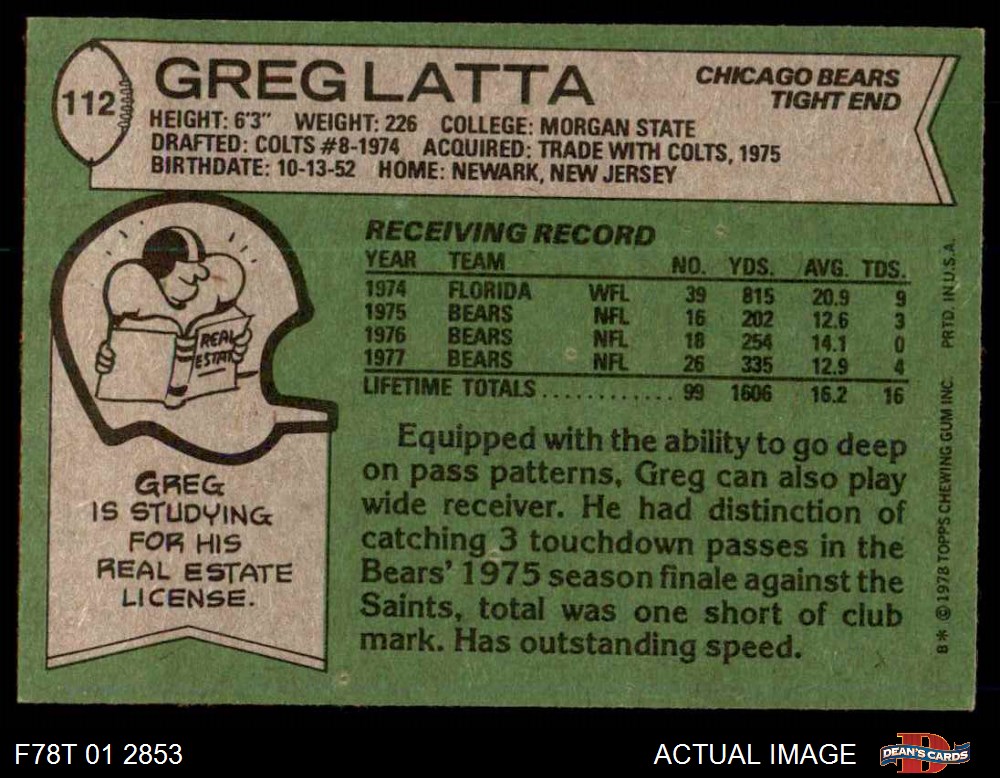 112
GREG LATTA
CHICAGO BEARS
TIGHT END
HEIGHT: 6'3" WEIGHT: 226 COLLEGE: MORGAN STATE
DRAFTED: COLTS #8-1974 ACQUIRED: TRADE WITH COLTS, 1975
BIRTHDATE: 10-13-52 HOME: NEWARK, NEW JERSEY
REAL
ESTATE
GREG
IS STUDYING
FOR HIS
REAL ESTATE
LICENSE.
RECEIVING RECORD
YEAR TEAM NO. YDS. AVG. TDS.
1974 FLORIDA WFL 39 815 20.9 9
1975 BEARS NFL 16 202 12.6 3
1976 BEARS NFL 18 254 14.1 0
1977 BEARS NFL 26 335 12.9 4
LIFETIME TOTALS ............ 99 1606 16.2 16
Equipped with the ability to go deep
on pass patterns, Greg can also play
wide receiver. He had distinction of
catching 3 touchdown passes in the
Bears' 1975 season finale against the
Saints, total was one short of club
mark. Has outstanding speed.
B* © 1978 TOPPS CHEWING GUM INC. PRTD. IN U.S.A.
F78T 01 2853
ACTUAL IMAGE
D
DEAN'S CARDS